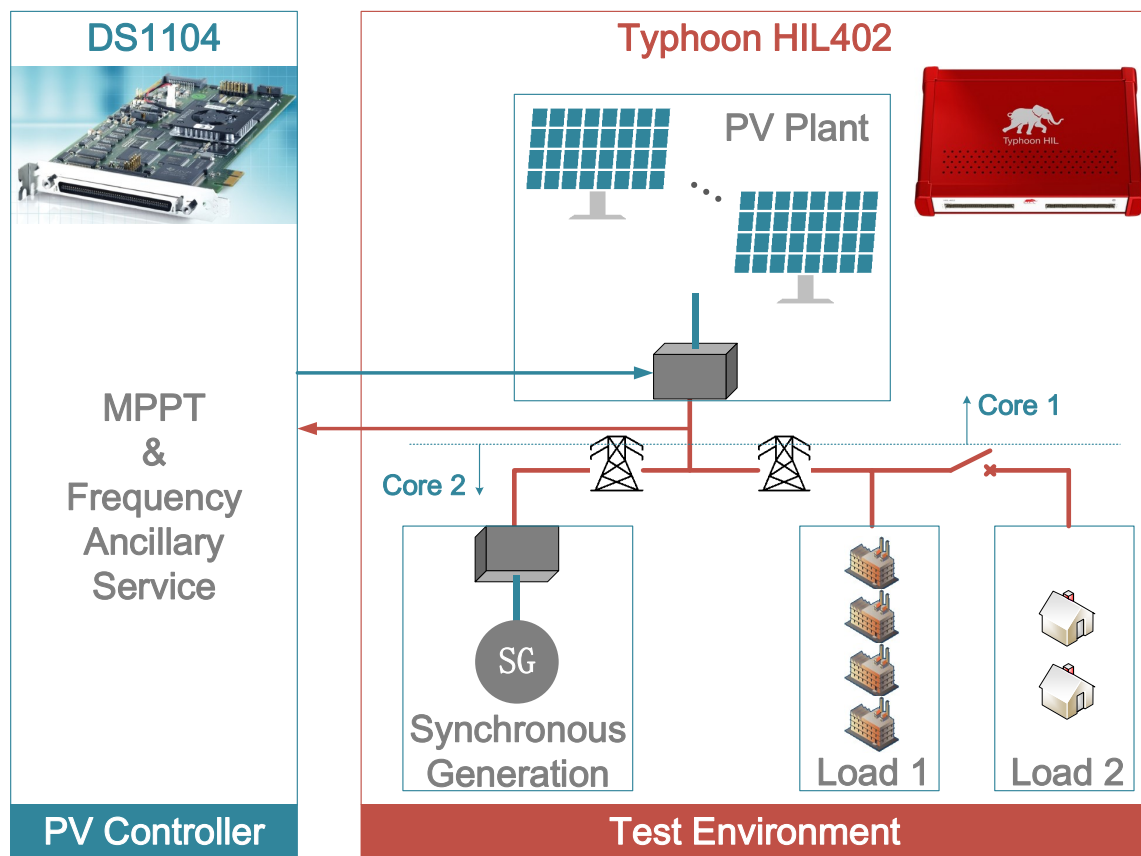 DS1104
Typhoon HIL402
PV Plant
Typhoon HIL
MPPT
&
Frequency
Ancillary
Service
Core 1
Core 2
SG
Synchronous
Generation
Load 1
Load 2
PV Controller
Test Environment